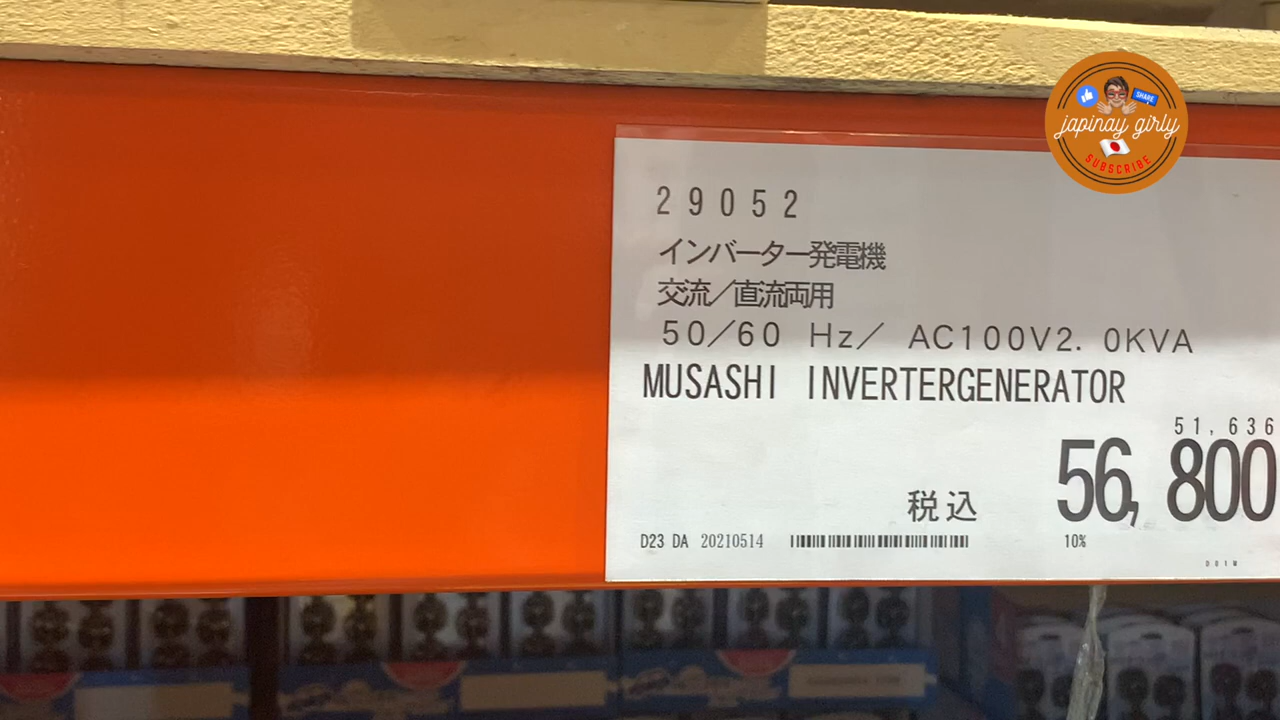 SHARE
japinay girly
SUBSCRIBE
29052
インバーター発電機
交流／直流両用
50/60 Hz/ AC100V2. 0KVA
MUSASHI INVERTERGENERATOR
51,636
税込 56,800
D23 DA 20210514 10%